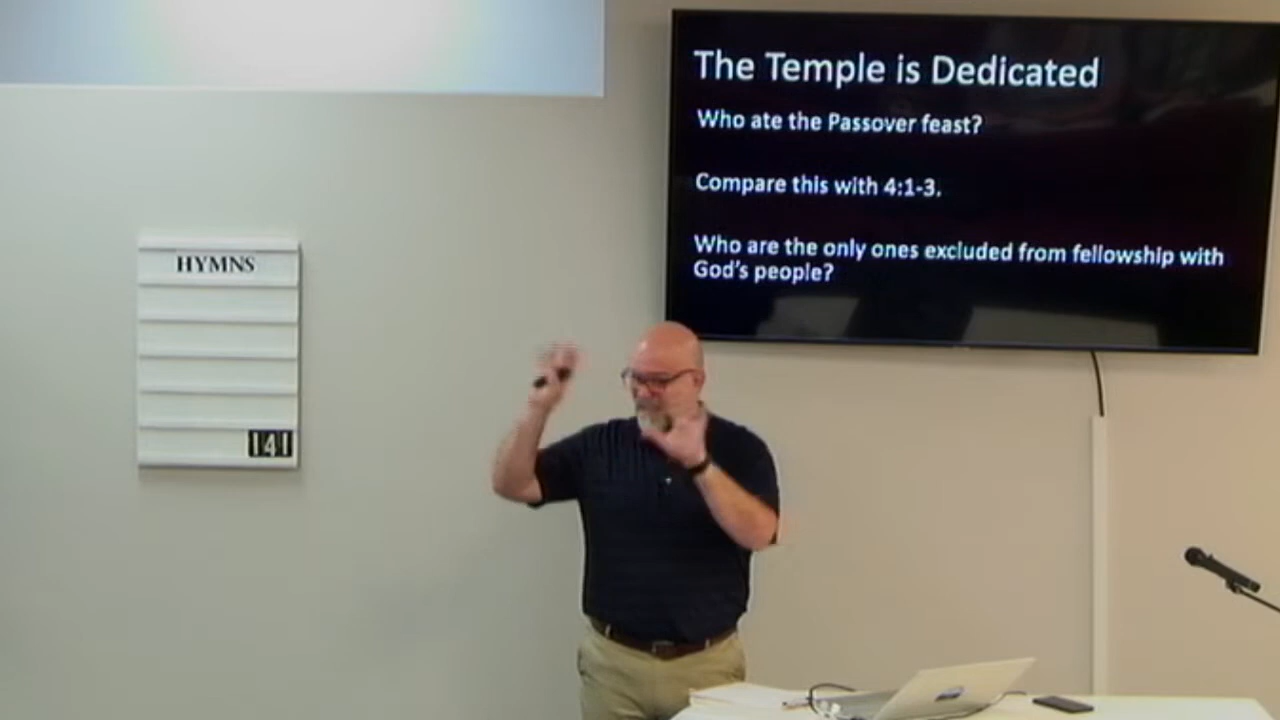 The Temple is Dedicated
Who ate the Passover feast?
Compare this with 4:1-3.
Who are the only ones excluded from fellowship with
God's people?
HYMNS
141